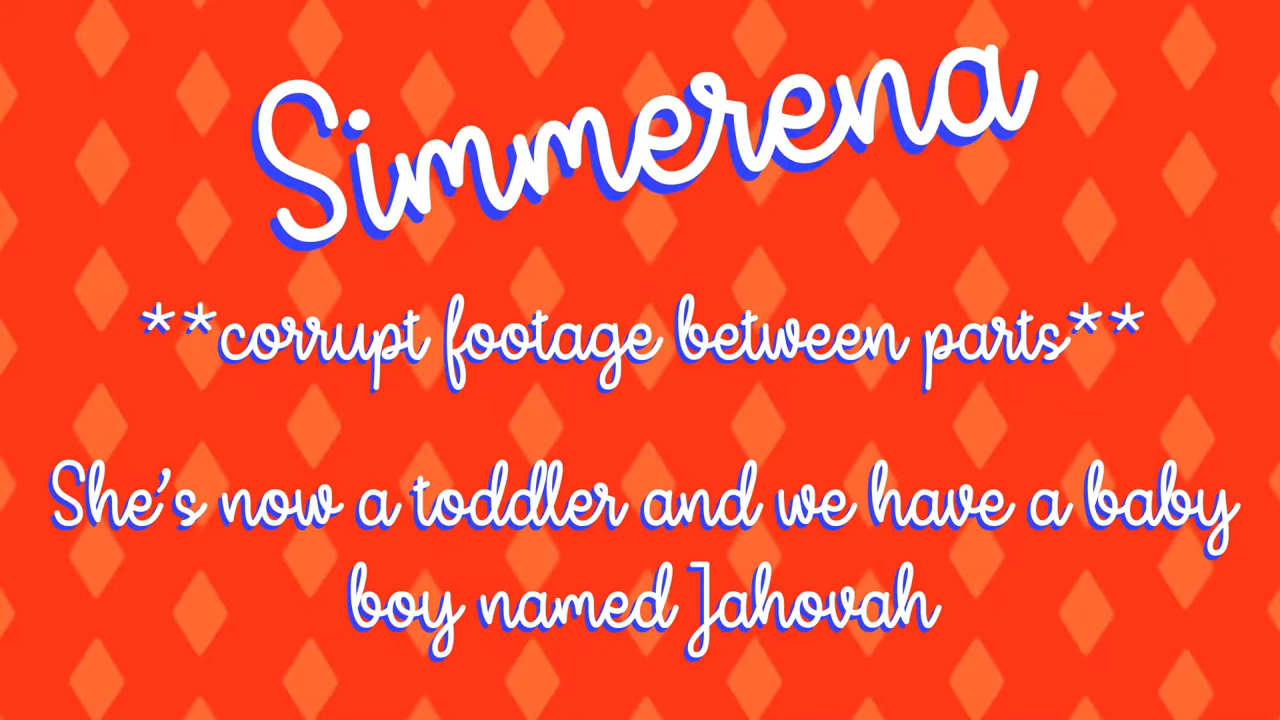 Simmerena
**corrupt footage between parts**
She's now a toddler and we have a baby
boy named Jahovah